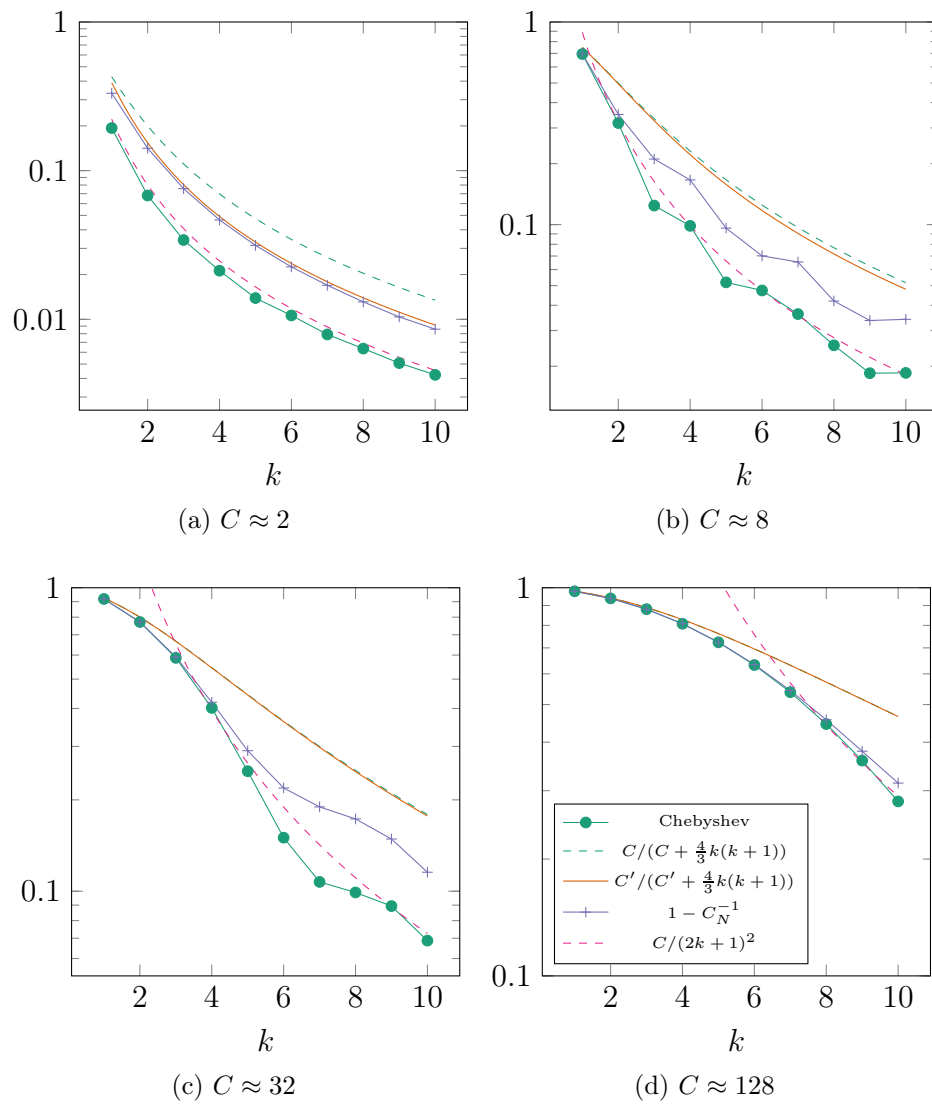 1
0.1
0.01
2 4 6 8 10
k
(a) C ≈ 2
1
0.1
2 4 6 8 10
k
(b) C ≈ 8
1
0.1
2 4 6 8 10
k
(c) C ≈ 32
1
0.1
2 4 6 8 10
k
Chebyshev
C/(C + 4/3 k(k + 1))
C′/(C′ + 4/3 k(k + 1))
1 − C_N^{−1}
C/(2k + 1)²
(d) C ≈ 128